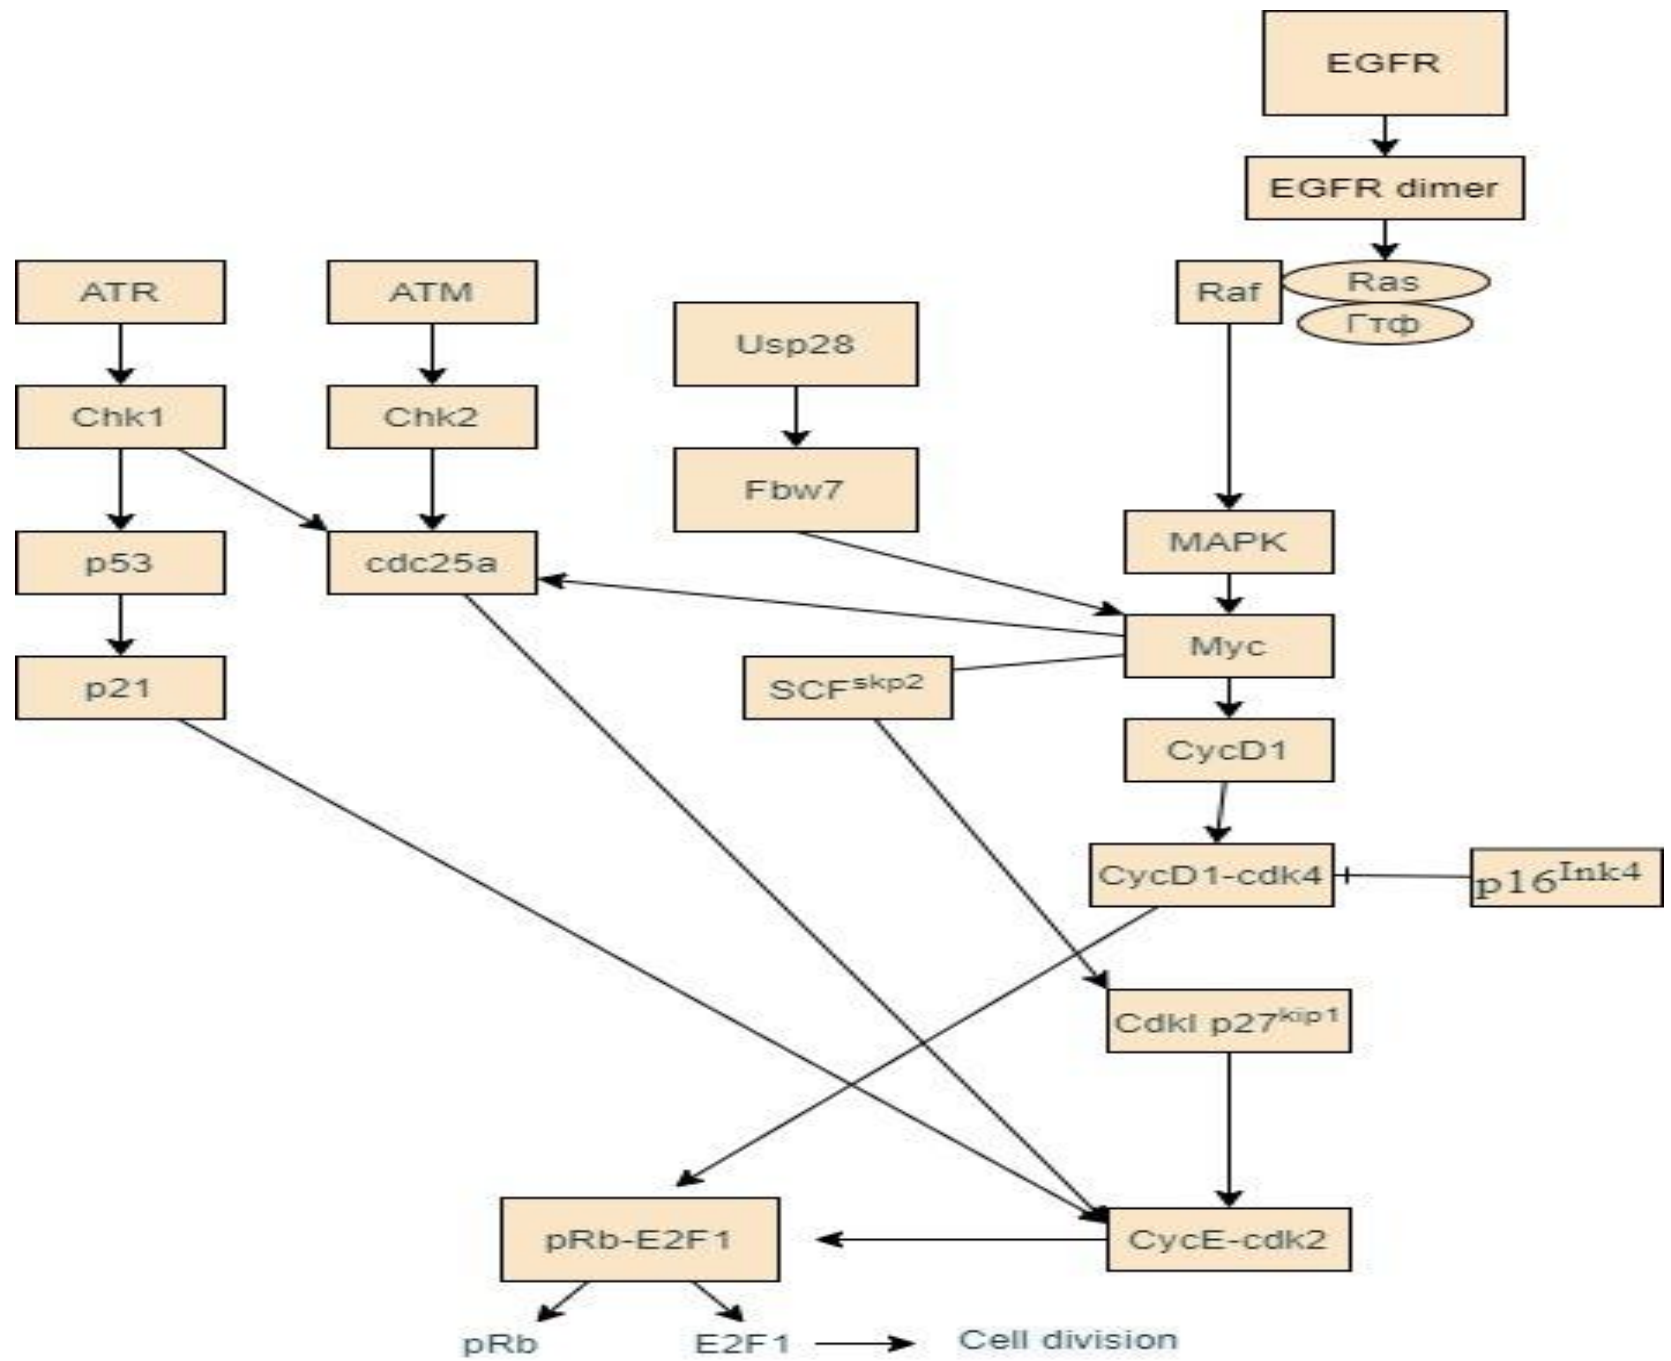 EGFR
EGFR dimer
ATR
ATM
Raf
Ras
Гтф
Usp28
Chk1
Chk2
Fbw7
p53
cdc25a
MAPK
Myc
p21
SCFskp2
CycD1
CycD1-cdk4
p16Ink4
CdkI p27kip1
pRb-E2F1
CycE-cdk2
pRb
E2F1
Cell division